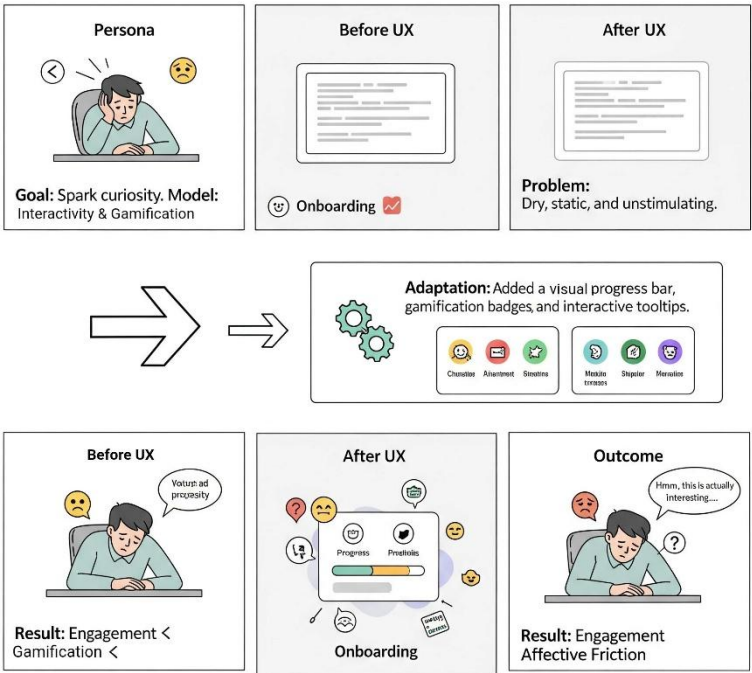 Persona
Goal: Spark curiosity. Model:
Interactivity & Gamification
Before UX
Onboarding
After UX
Problem:
Dry, static, and unstimulating.
Adaptation: Added a visual progress bar,
gamification badges, and interactive tooltips.
Before UX
Result: Engagement <
Gamification <
After UX
Progress
Onboarding
Outcome
Hmm, this is actually
interesting....
?
Result: Engagement
Affective Friction